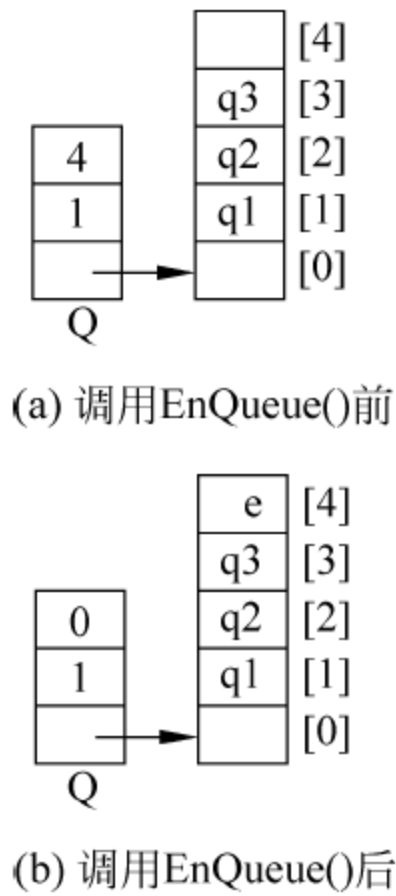 [4]
q3 [3]
4 q2 [2]
1 q1 [1]
[0]
Q
(a) 调用EnQueue()前
e [4]
q3 [3]
0 q2 [2]
1 q1 [1]
[0]
Q
(b) 调用EnQueue()后